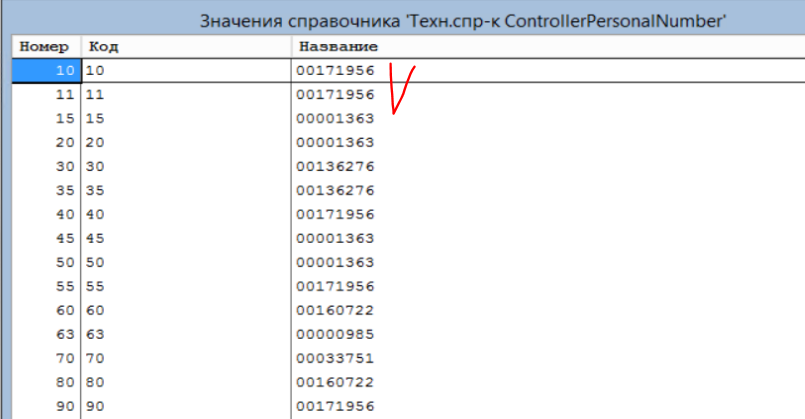 Значения справочника 'Техн.спр-к ControllerPersonalNumber'
Номер Код Название
10 10 00171956
11 11 00171956
15 15 00001363
20 20 00001363
30 30 00136276
35 35 00136276
40 40 00171956
45 45 00001363
50 50 00001363
55 55 00171956
60 60 00160722
63 63 00000985
70 70 00033751
80 80 00160722
90 90 00171956